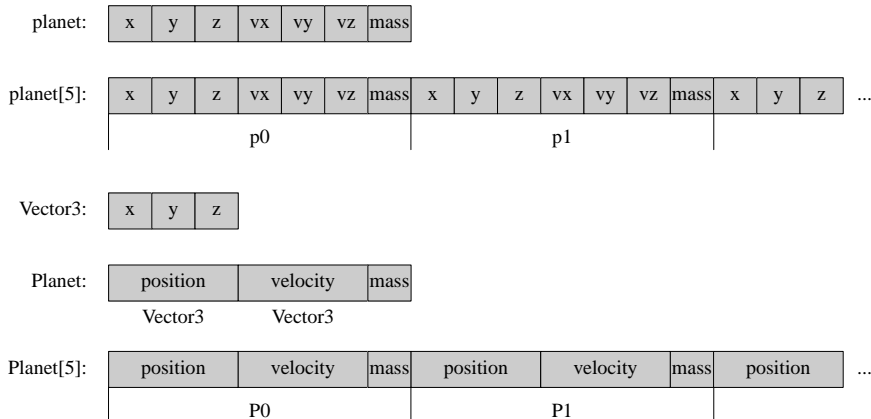 planet: x y z vx vy vz mass
planet[5]: x y z vx vy vz mass x y z vx vy vz mass x y z ...
p0 p1
Vector3: x y z
Planet: position velocity mass
Vector3 Vector3
Planet[5]: position velocity mass position velocity mass position ...
P0 P1